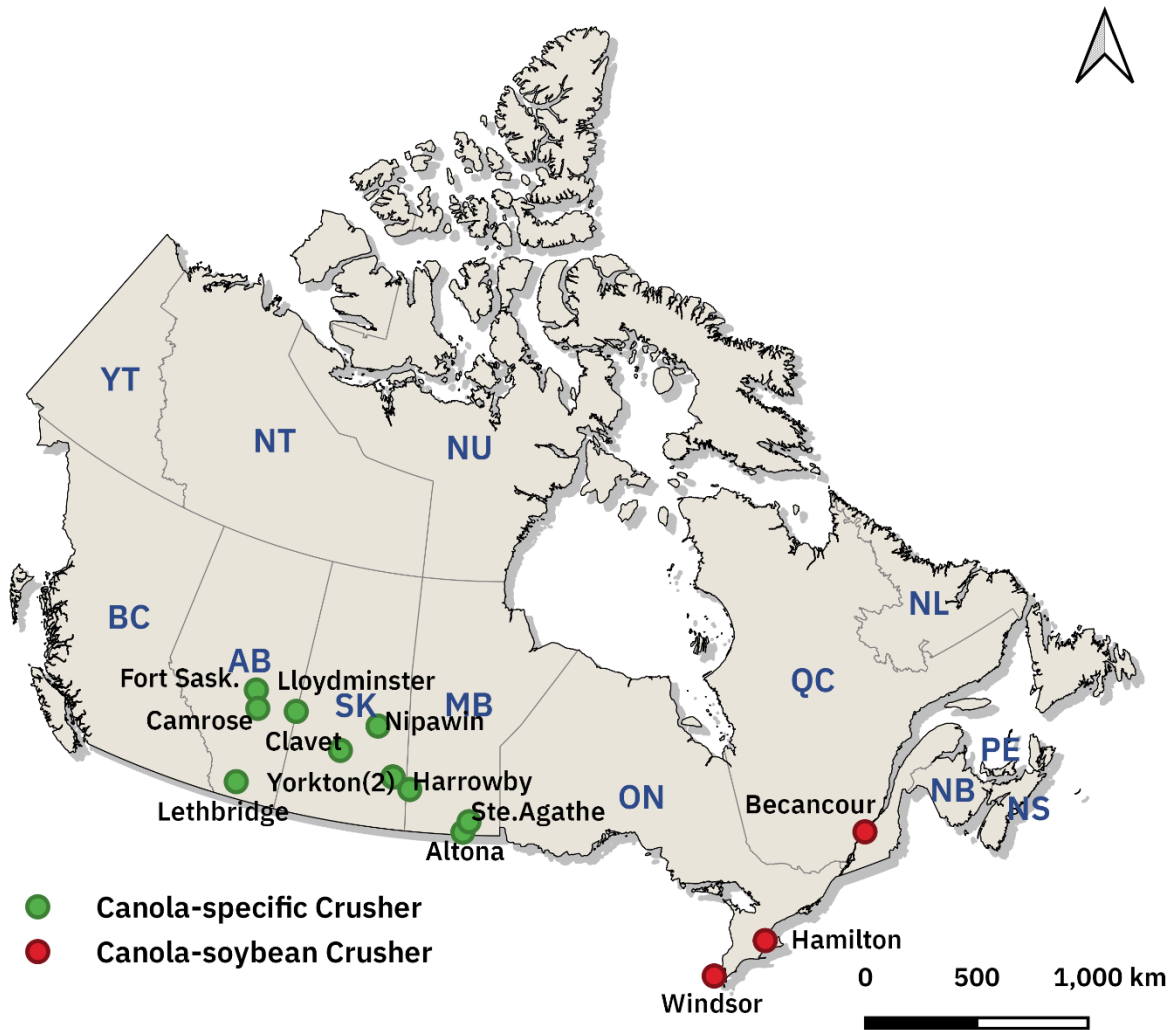 YT
NT
NU
BC
NL
AB
Fort Sask.
Lloydminster
QC
SK
MB
Camrose
Nipawin
Clavet
PE
Yorkton(2)
Harrowby
NB
ON
Becancour
NS
Lethbridge
Ste.Agathe
Altona
Canola-specific Crusher
Canola-soybean Crusher
Hamilton
0 500 1,000 km
Windsor